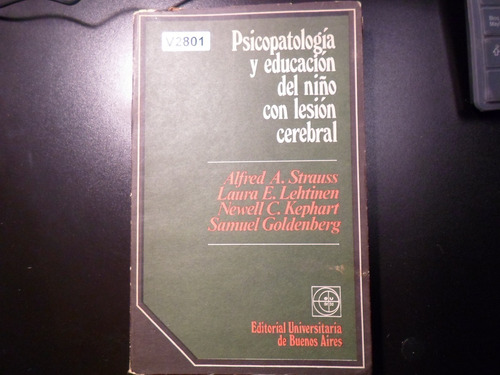 V2801
Psicopatología
y educación
del niño
con lesión
cerebral
Alfred A. Strauss
Laura E. Lehtinen
Newell C. Kephart
Samuel Goldenberg
Editorial Universitaria
de Buenos Aires